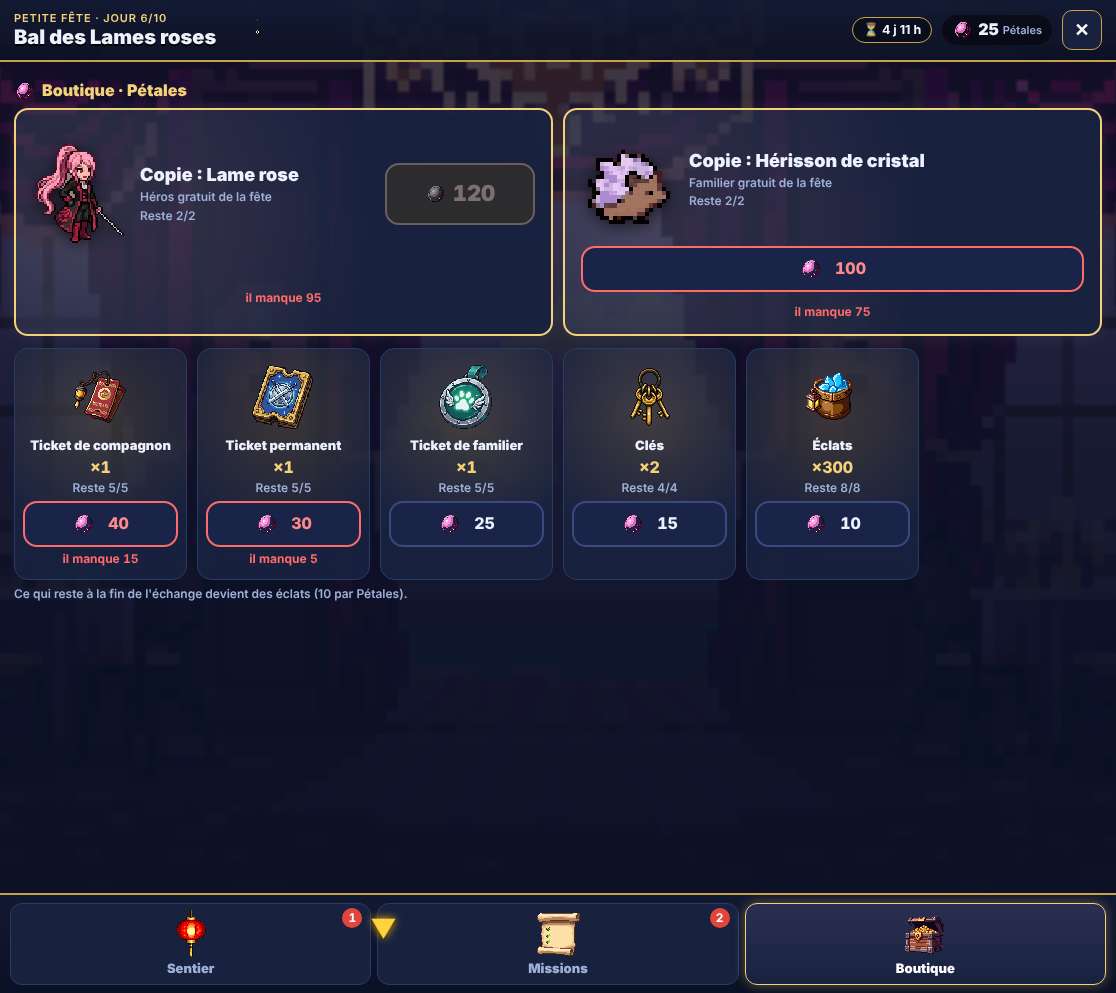 PETITE FÊTE · JOUR 6/10
Bal des Lames roses
4 j 11 h
25 Pétales
Boutique · Pétales
Copie : Lame rose
Héros gratuit de la fête
Reste 2/2
120
il manque 95
Copie : Hérisson de cristal
Familier gratuit de la fête
Reste 2/2
100
il manque 75
Ticket de compagnon
×1
Reste 5/5
40
il manque 15
Ticket permanent
×1
Reste 5/5
30
il manque 5
Ticket de familier
×1
Reste 5/5
25
Clés
×2
Reste 4/4
15
Éclats
×300
Reste 8/8
10
Ce qui reste à la fin de l'échange devient des éclats (10 par Pétales).
1
Sentier
2
Missions
Boutique